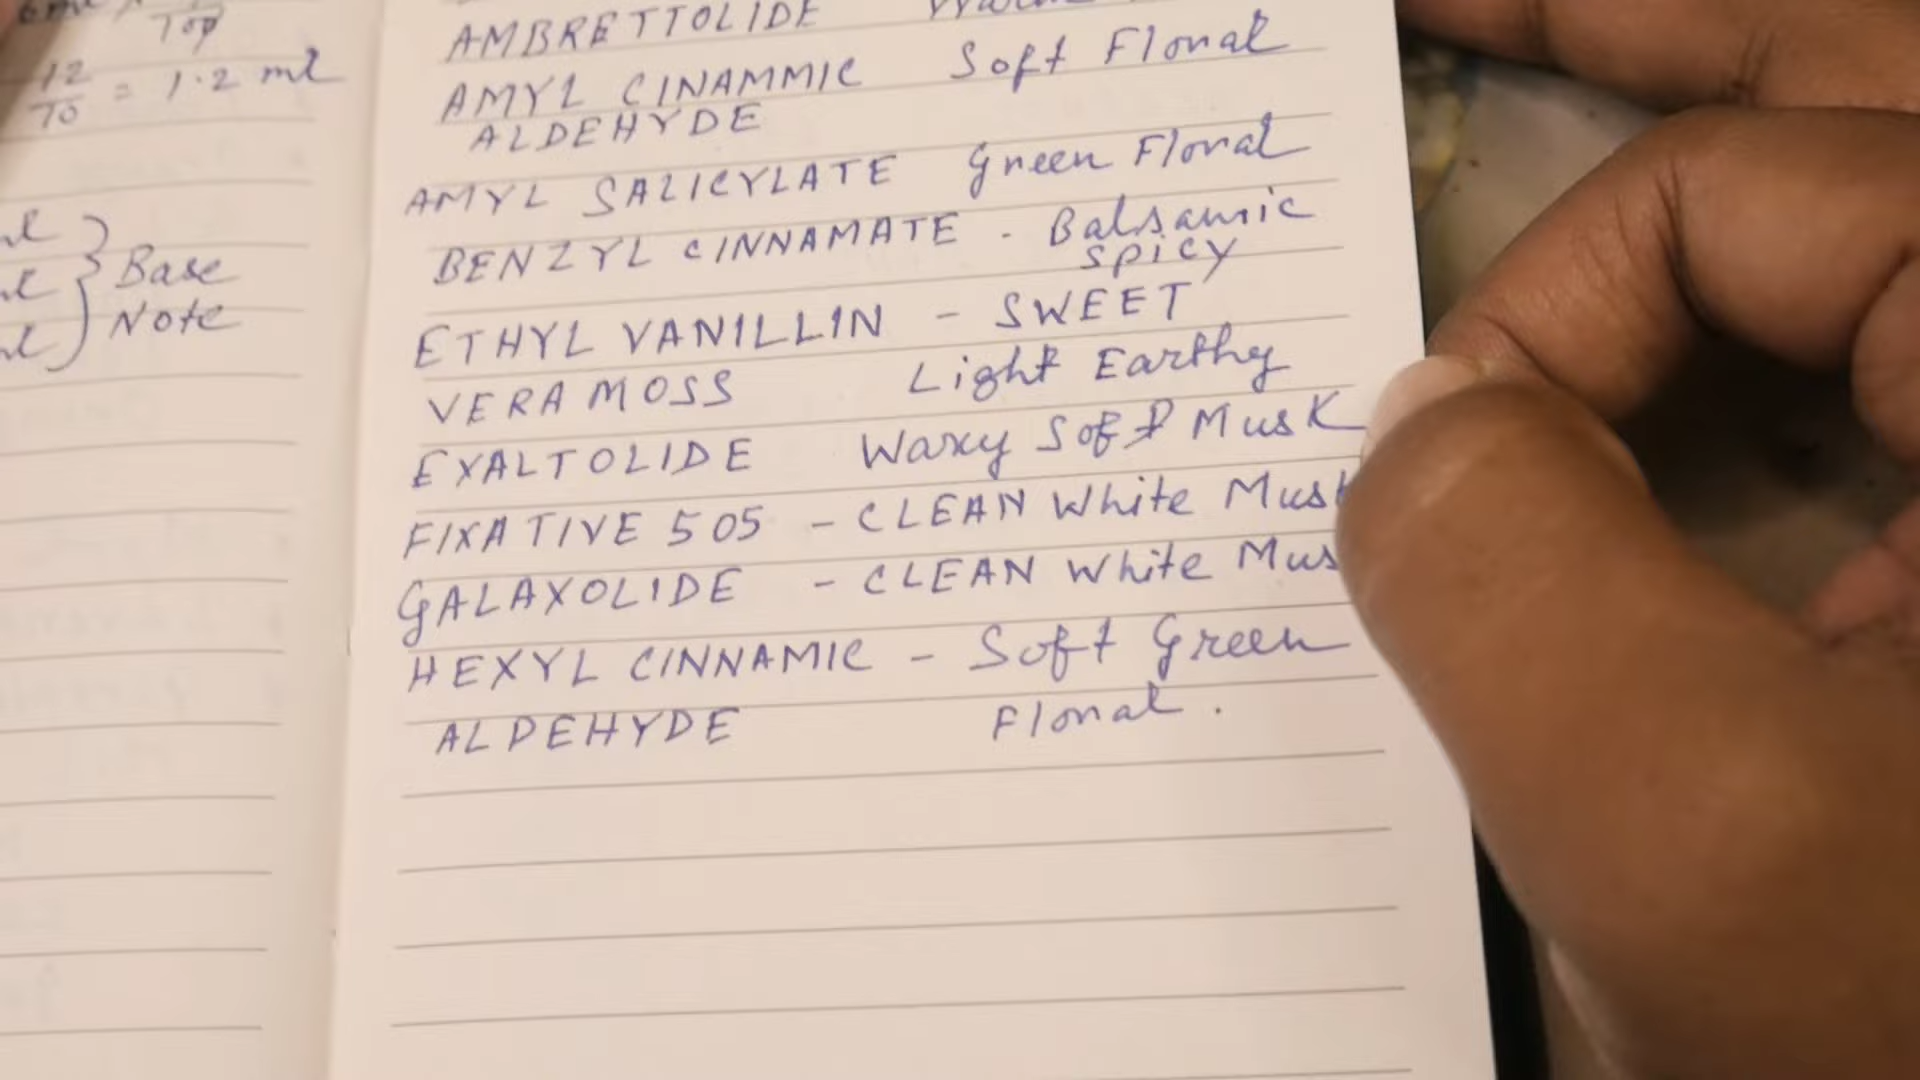 Top
12
10 = 1.2 ml
Base
Note
AMBRETTOLIDE
AMYL CINAMMIC Soft Floral
ALDEHYDE
AMYL SALICYLATE Green Floral
BENZYL CINNAMATE - Balsamic
SPICY
ETHYL VANILLIN - SWEET
VERAMOSS Light Earthy
EXALTOLIDE Waxy Soft Musk
FIXATIVE 505 - CLEAN White Musk
GALAXOLIDE - CLEAN White Mus
HEXYL CINNAMIC - Soft Green
ALDEHYDE Floral.